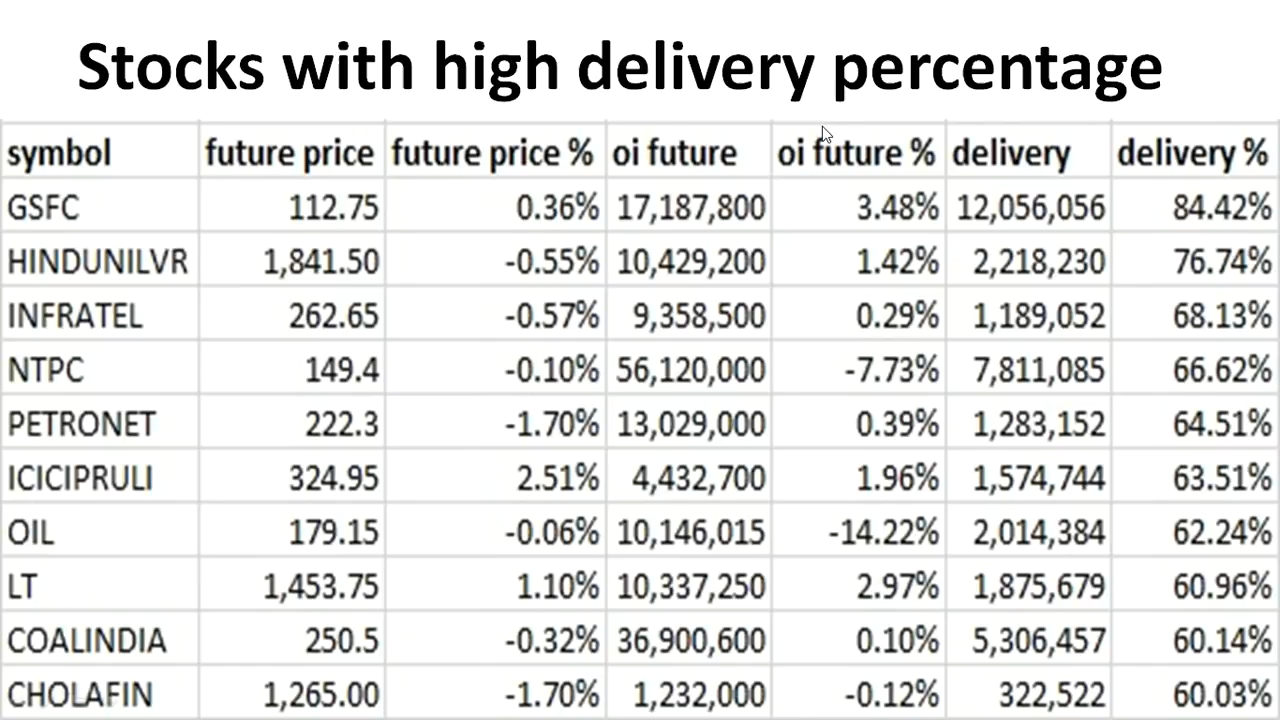 Stocks with high delivery percentage
symbol future price future price % oi future oi future % delivery delivery %
GSFC 112.75 0.36% 17,187,800 3.48% 12,056,056 84.42%
HINDUNILVR 1,841.50 -0.55% 10,429,200 1.42% 2,218,230 76.74%
INFRATEL 262.65 -0.57% 9,358,500 0.29% 1,189,052 68.13%
NTPC 149.4 -0.10% 56,120,000 -7.73% 7,811,085 66.62%
PETRONET 222.3 -1.70% 13,029,000 0.39% 1,283,152 64.51%
ICICIPRULI 324.95 2.51% 4,432,700 1.96% 1,574,744 63.51%
OIL 179.15 -0.06% 10,146,015 -14.22% 2,014,384 62.24%
LT 1,453.75 1.10% 10,337,250 2.97% 1,875,679 60.96%
COALINDIA 250.5 -0.32% 36,900,600 0.10% 5,306,457 60.14%
CHOLAFIN 1,265.00 -1.70% 1,232,000 -0.12% 322,522 60.03%